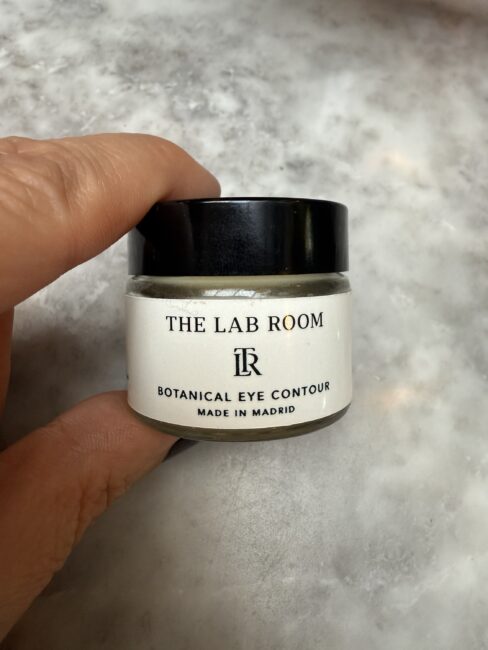 THE LAB ROOM
LR
BOTANICAL EYE CONTOUR
MADE IN MADRID